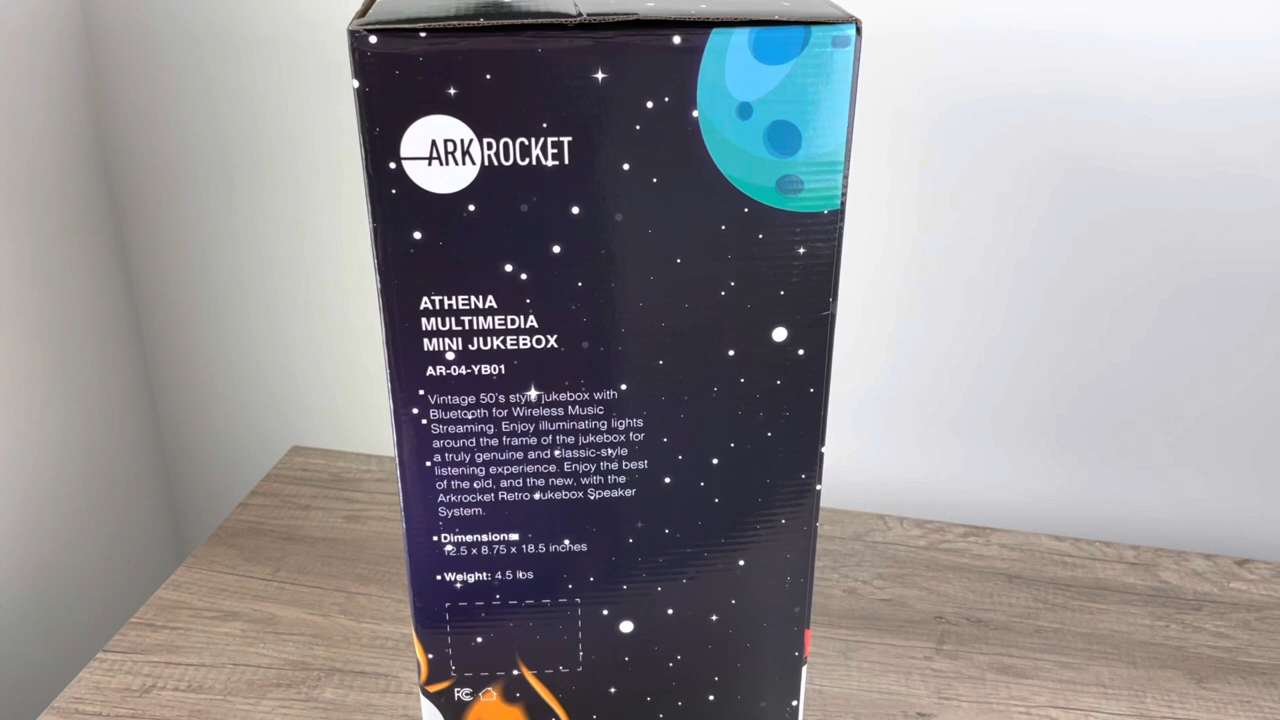 ARKROCKET
ATHENA
MULTIMEDIA
MINI JUKEBOX
AR-04-YB01
Vintage 50's style jukebox with
Bluetooth for Wireless Music
Streaming. Enjoy illuminating lights
around the frame of the jukebox for
a truly genuine and classic-style
listening experience. Enjoy the best
of the old, and the new, with the
Arkrocket Retro Jukebox Speaker
System.
Dimensions
12.5 x 8.75 x 18.5 inches
Weight: 4.5 lbs
FC